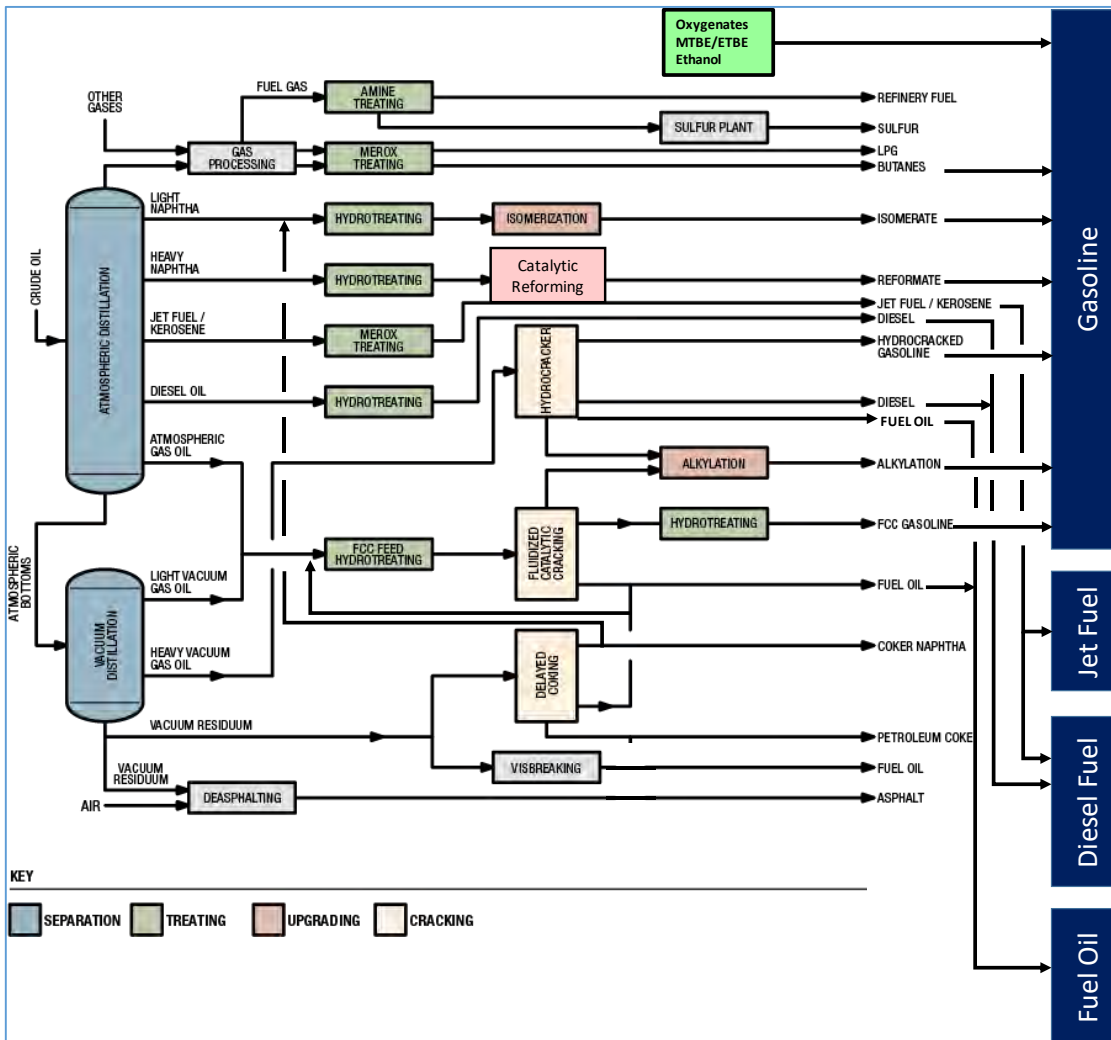 Oxygenates
MTBE/ETBE
Ethanol
Gasoline
OTHER
GASES
FUEL GAS
AMINE
TREATING
REFINERY FUEL
SULFUR PLANT
SULFUR
GAS
PROCESSING
MEROX
TREATING
LPG
BUTANES
LIGHT
NAPHTHA
HYDROTREATING
ISOMERIZATION
ISOMERATE
CRUDE OIL
ATMOSPHERIC DISTILLATION
HEAVY
NAPHTHA
HYDROTREATING
Catalytic
Reforming
REFORMATE
JET FUEL / KEROSENE
DIESEL
JET FUEL /
KEROSENE
MEROX
TREATING
HYDROCRACKER
HYDROCRACKED
GASOLINE
DIESEL OIL
HYDROTREATING
DIESEL
FUEL OIL
ATMOSPHERIC
GAS OIL
ALKYLATION
ALKYLATION
FLUIDIZED
CATALYTIC
CRACKING
HYDROTREATING
FCC GASOLINE
ATMOSPHERIC
BOTTOMS
FCC FEED
HYDROTREATING
LIGHT VACUUM
GAS OIL
FUEL OIL
Jet Fuel
VACUUM
DISTILLATION
HEAVY VACUUM
GAS OIL
DELAYED
COKING
COKER NAPHTHA
VACUUM RESIDUUM
PETROLEUM COKE
Diesel Fuel
VISBREAKING
FUEL OIL
VACUUM
RESIDUUM
AIR
DEASPHALTING
ASPHALT
KEY
SEPARATION
TREATING
UPGRADING
CRACKING
Fuel Oil